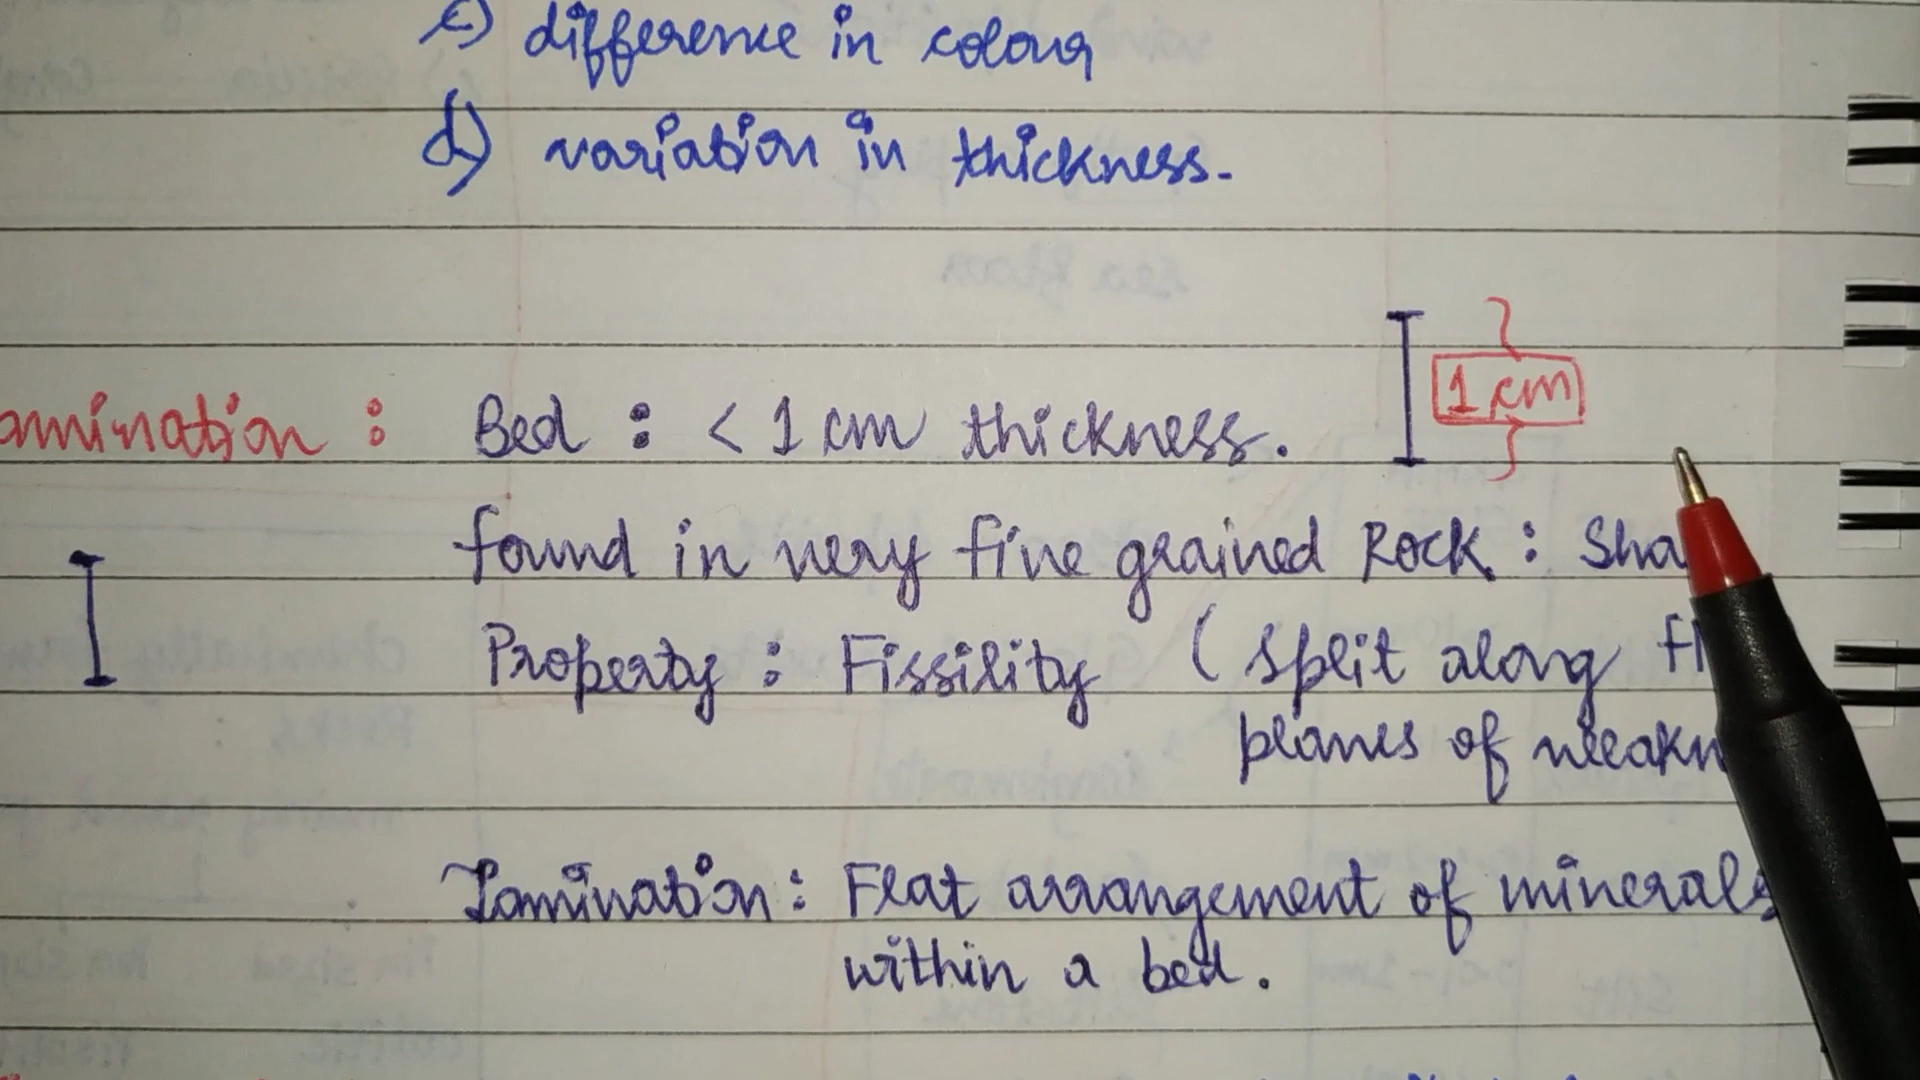 c) difference in colour
d) variation in thickness.
1 cm
amination : Bed : < 1 cm thickness.
found in very fine grained Rock : Sha
Property : Fissility ( split along fl
planes of weakn
Lamination : Flat arrangement of minerals
within a bed.